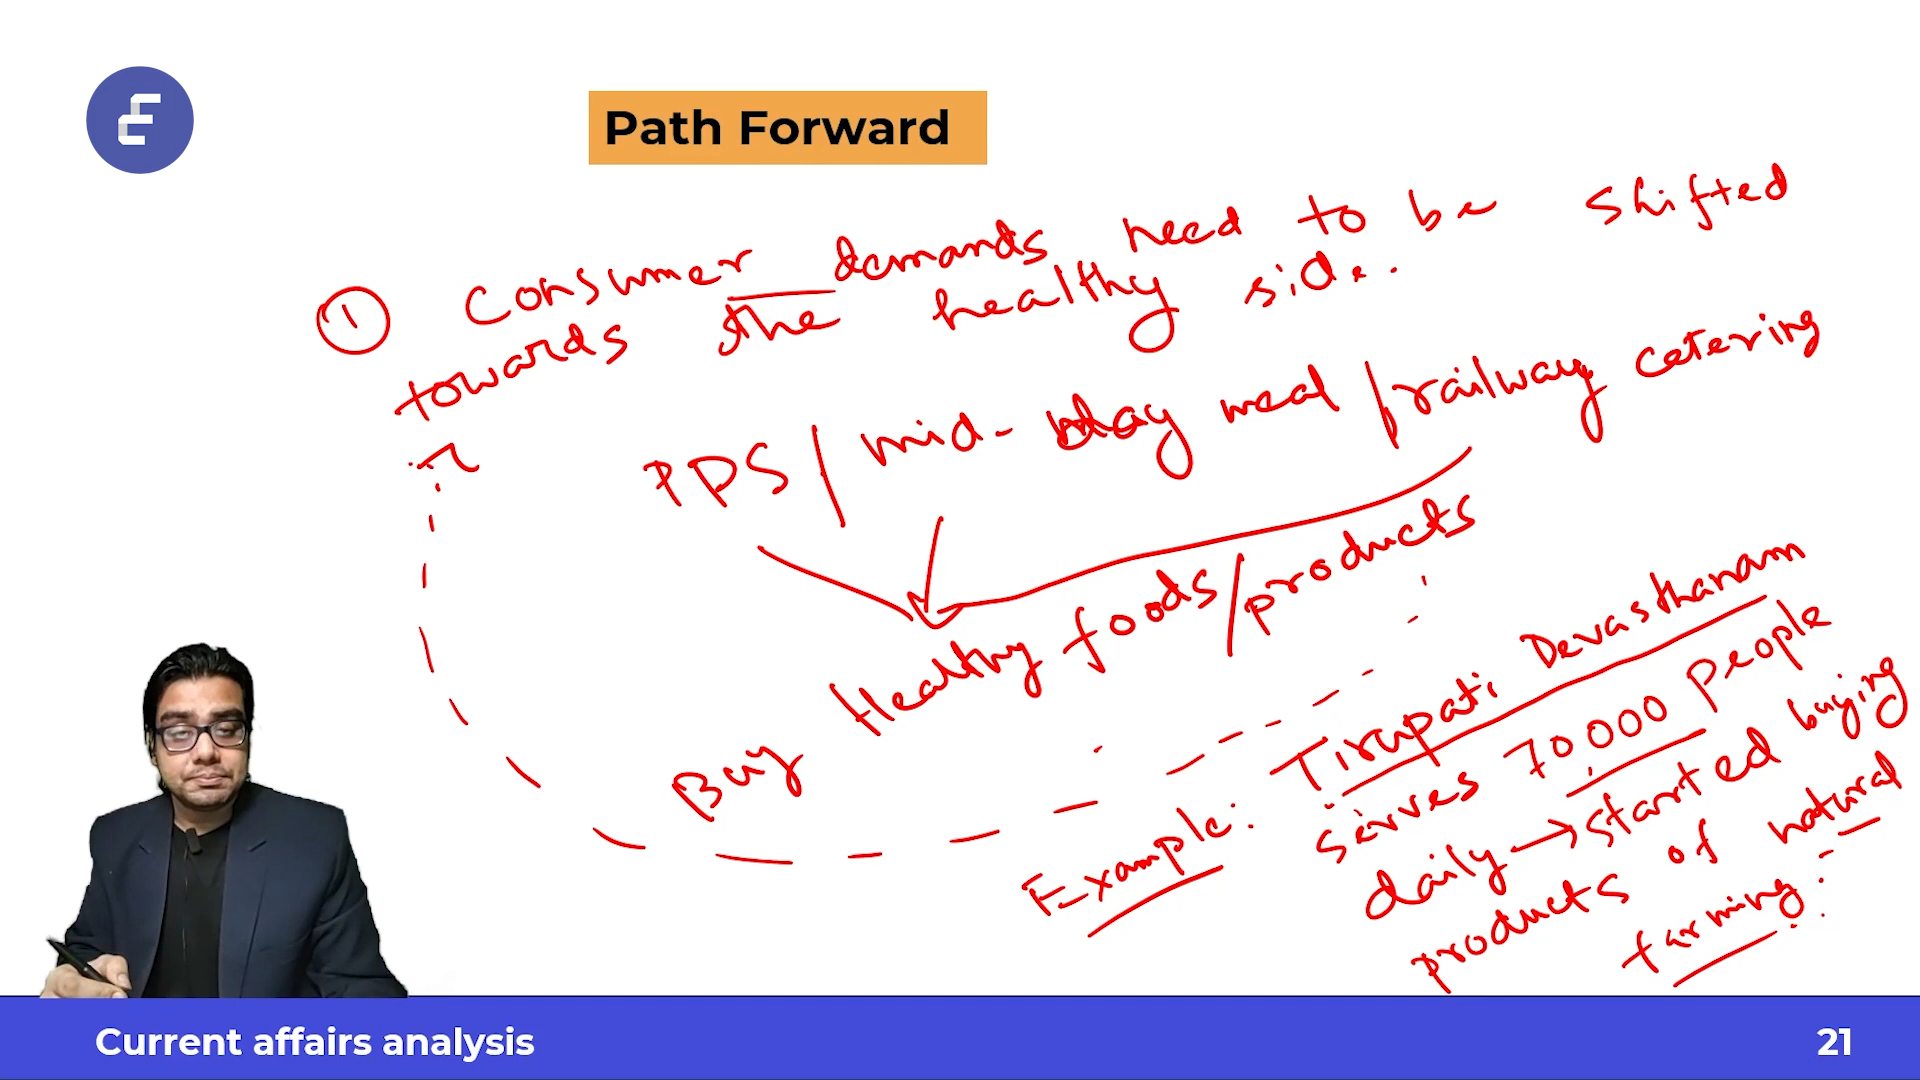 Path Forward
① Consumer demands need to be shifted
towards the healthy side.
PDS / mid-day meal / railway catering
Buy Healthy foods / products
Example: Tirupati Devasthanam
serves 70,000 people
daily → started buying
products of natural
farming.
Current affairs analysis
21